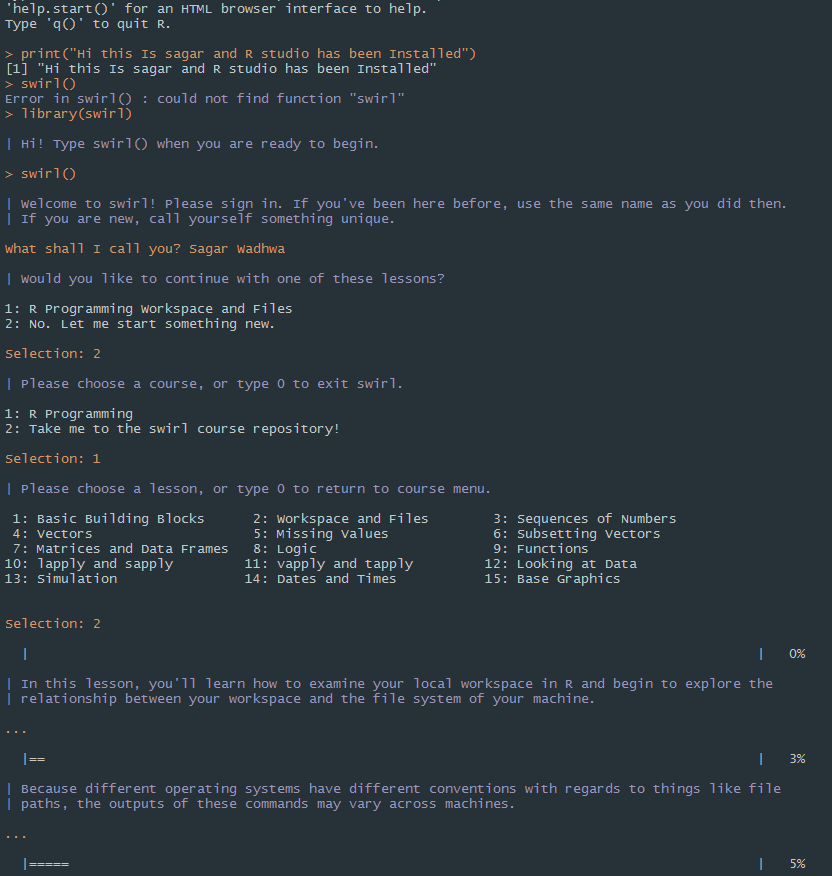 'help.start()' for an HTML browser interface to help.
Type 'q()' to quit R.
> print("Hi this Is sagar and R studio has been Installed")
[1] "Hi this Is sagar and R studio has been Installed"
> swirl()
Error in swirl() : could not find function "swirl"
> library(swirl)
| Hi! Type swirl() when you are ready to begin.
> swirl()
| Welcome to swirl! Please sign in. If you've been here before, use the same name as you did then.
| If you are new, call yourself something unique.
What shall I call you? Sagar Wadhwa
| Would you like to continue with one of these lessons?
1: R Programming Workspace and Files
2: No. Let me start something new.
Selection: 2
| Please choose a course, or type 0 to exit swirl.
1: R Programming
2: Take me to the swirl course repository!
Selection: 1
| Please choose a lesson, or type 0 to return to course menu.
1: Basic Building Blocks 2: Workspace and Files 3: Sequences of Numbers
4: Vectors 5: Missing Values 6: Subsetting Vectors
7: Matrices and Data Frames 8: Logic 9: Functions
10: lapply and sapply 11: vapply and tapply 12: Looking at Data
13: Simulation 14: Dates and Times 15: Base Graphics
Selection: 2
| | 0%
| In this lesson, you'll learn how to examine your local workspace in R and begin to explore the
| relationship between your workspace and the file system of your machine.
...
|== | 3%
| Because different operating systems have different conventions with regards to things like file
| paths, the outputs of these commands may vary across machines.
...
|===== | 5%